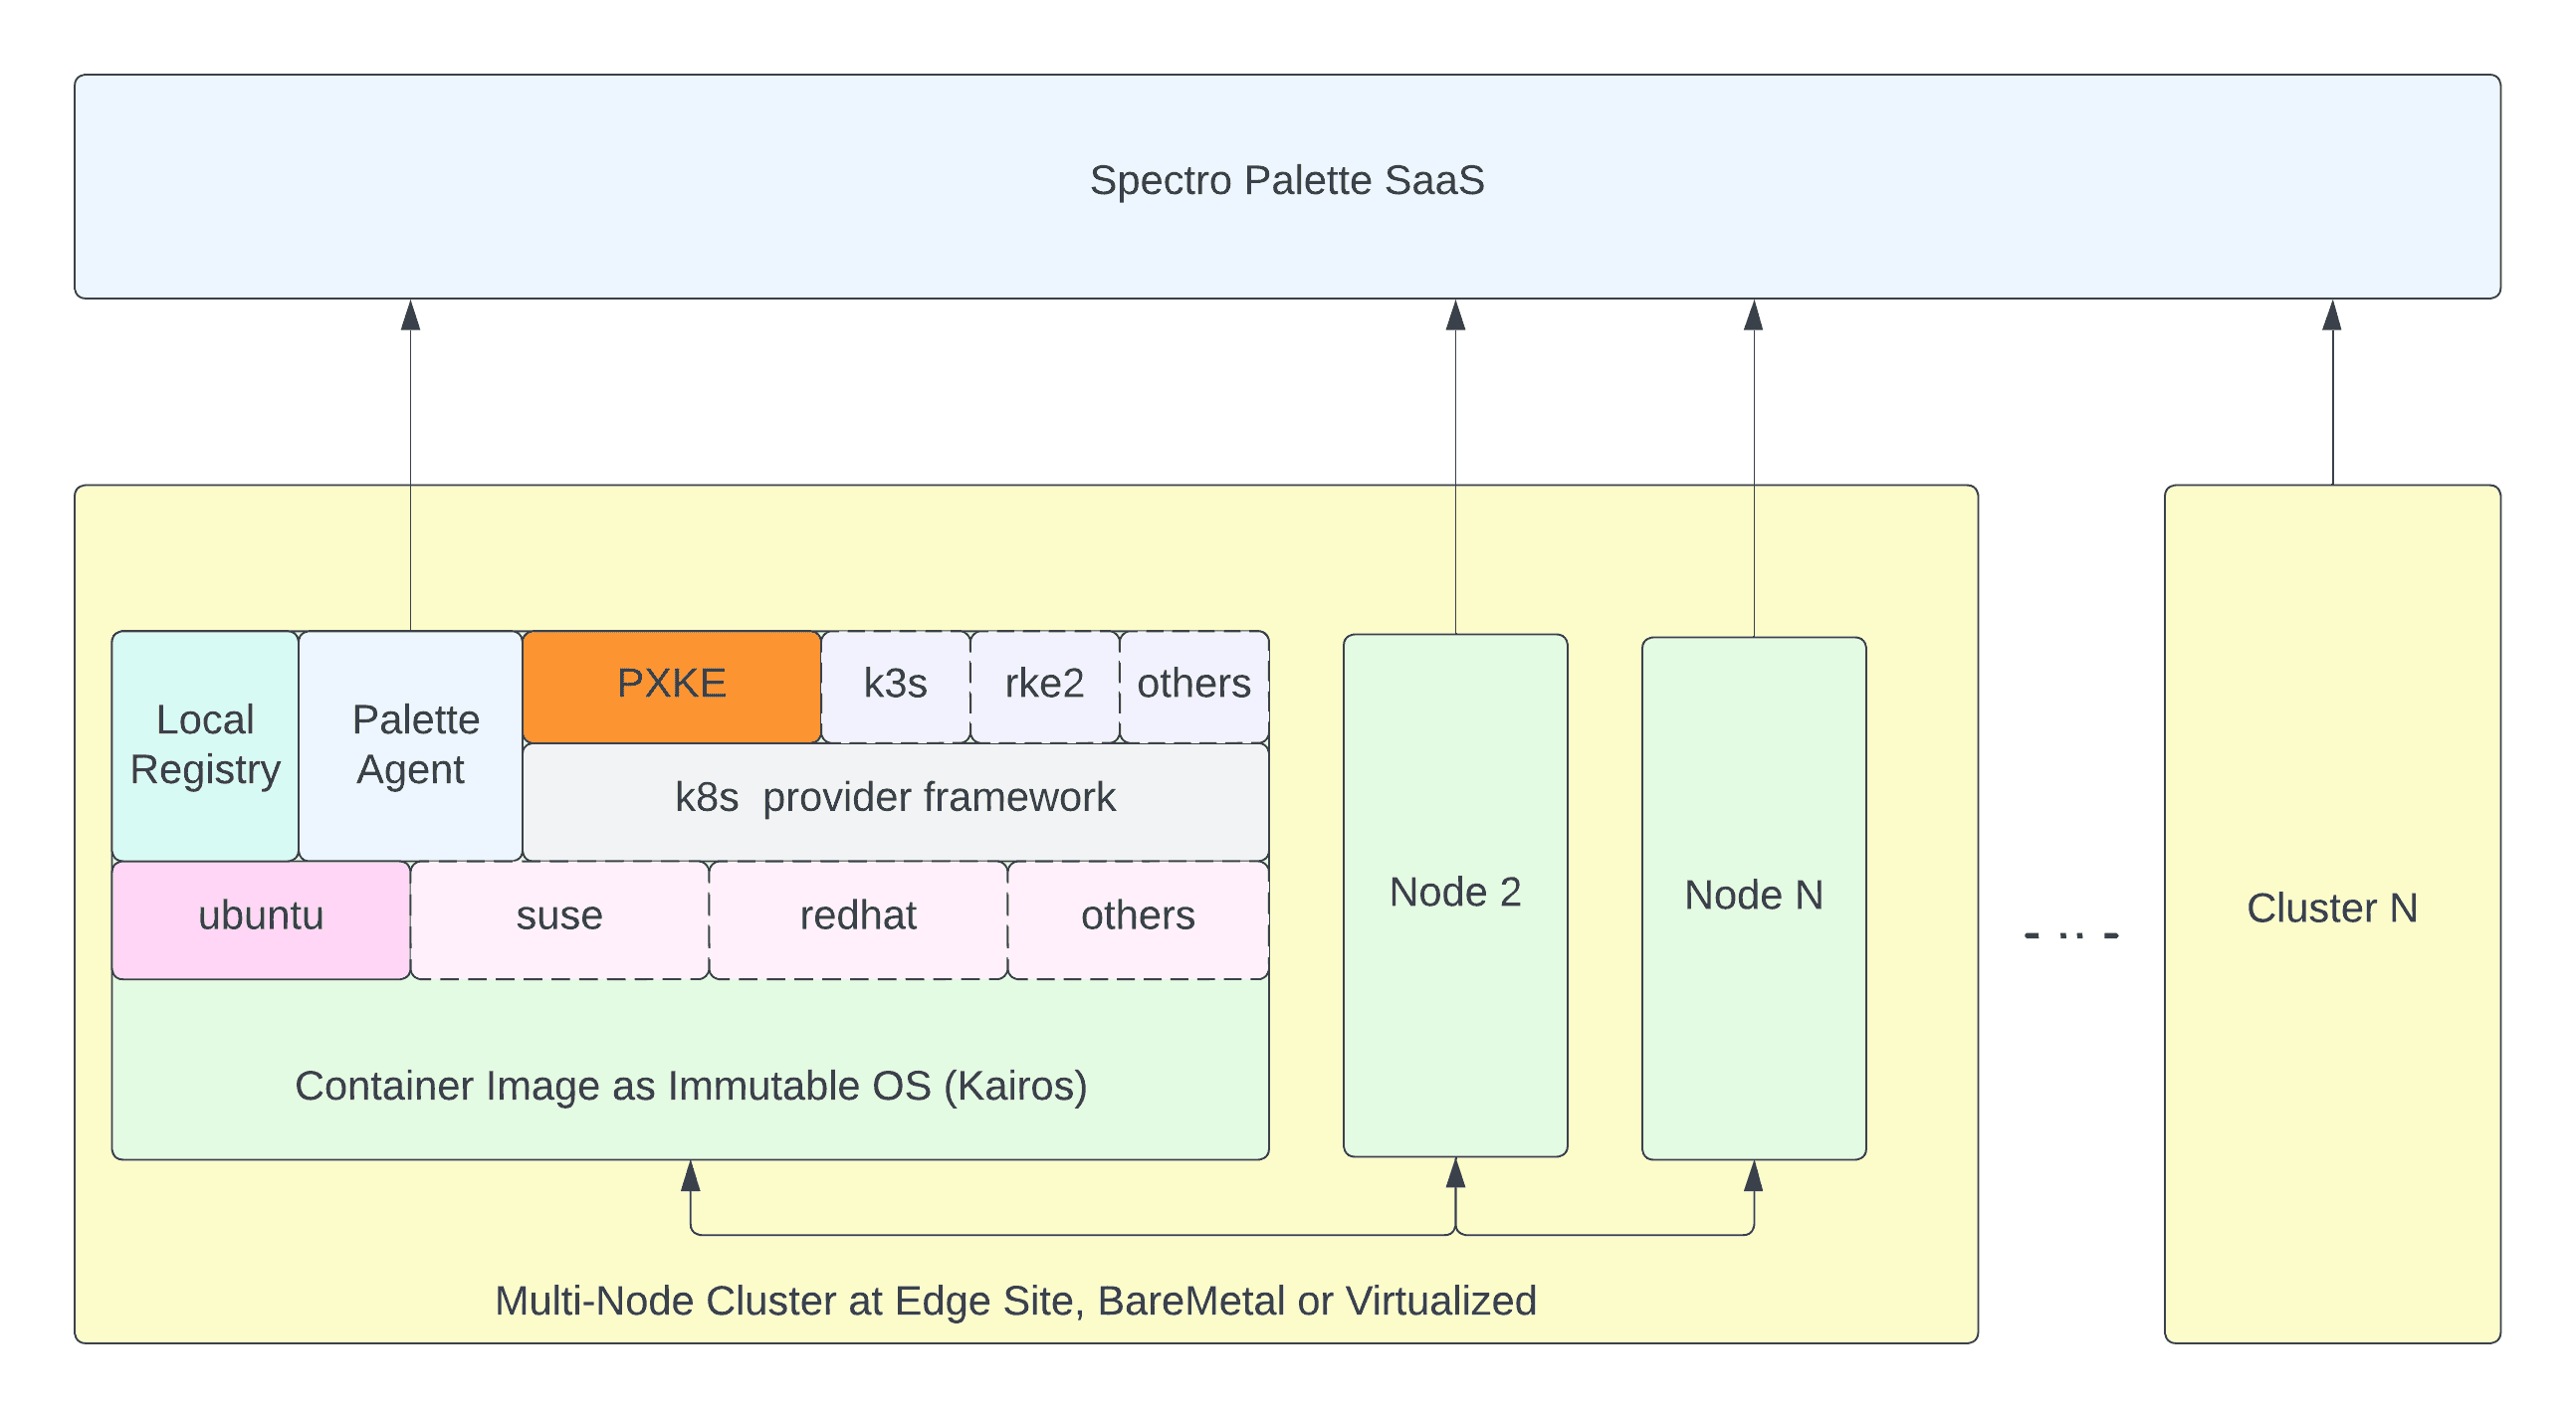 Spectro Palette SaaS
Local
Registry
Palette
Agent
PXKE
k3s
rke2
others
k8s  provider framework
ubuntu
suse
redhat
others
Container Image as Immutable OS (Kairos)
Node 2
Node N
Cluster N
Multi-Node Cluster at Edge Site, BareMetal or Virtualized